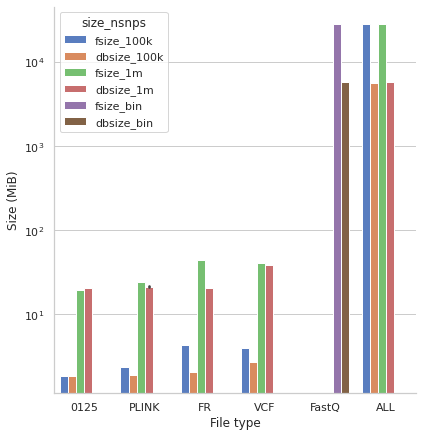 size_nsnps
fsize_100k
dbsize_100k
fsize_1m
dbsize_1m
fsize_bin
dbsize_bin
Size (MiB)
10^4
10^3
10^2
10^1
0125 PLINK FR VCF FastQ ALL
File type